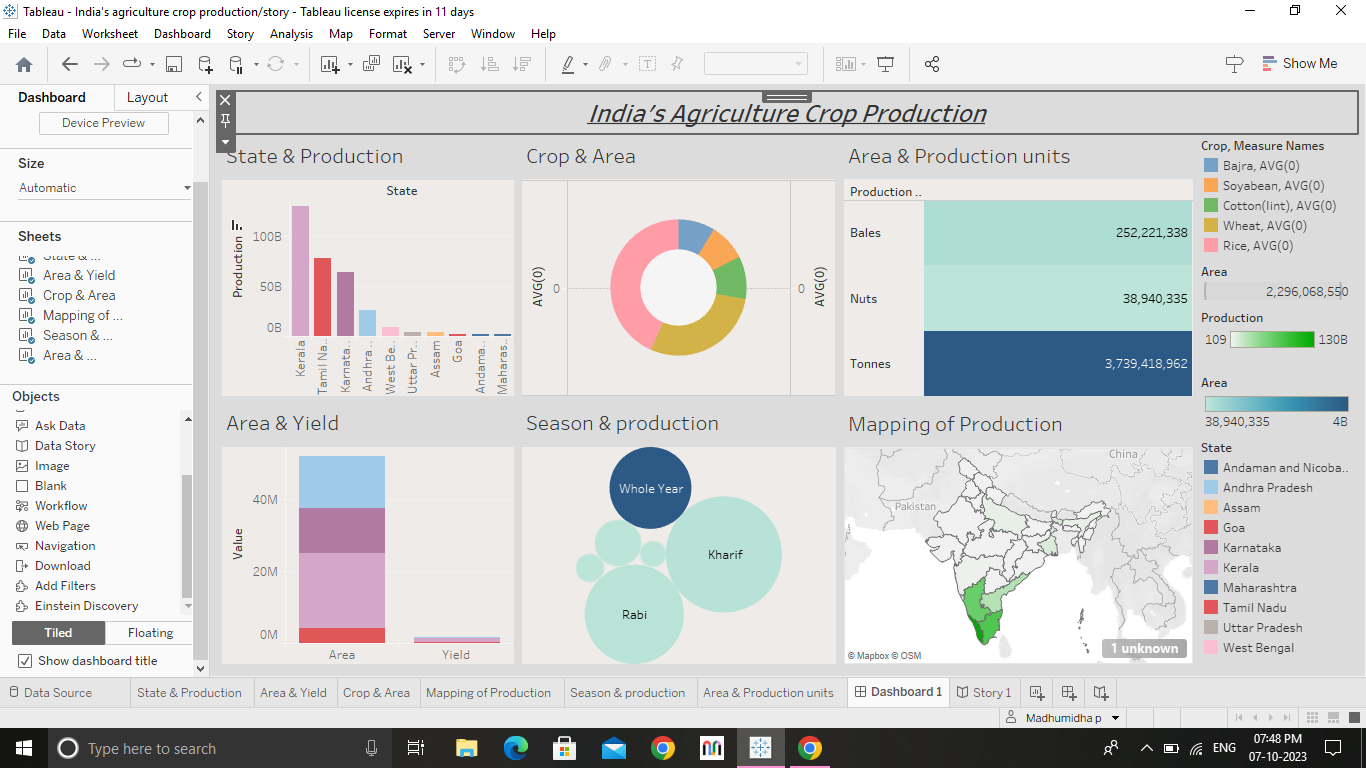 Tableau - India's agriculture crop production/story - Tableau license expires in 11 days
File Data Worksheet Dashboard Story Analysis Map Format Server Window Help
Show Me
Dashboard Layout
Device Preview
Size
Automatic
Sheets
State & ...
Area & Yield
Crop & Area
Mapping of ...
Season & ...
Area & ...
Objects
Ask Data
Data Story
Image
Blank
Workflow
Web Page
Navigation
Download
Add Filters
Einstein Discovery
Tiled Floating
Show dashboard title
India's Agriculture Crop Production
State & Production
State
Production
100B
50B
0B
Kerala
Tamil Na..
Karnata..
Andhra ..
West Be..
Uttar Pr..
Assam
Goa
Andama..
Maharas..
Crop & Area
AVG(0)
0
0
AVG(0)
Area & Production units
Production ..
Bales 252,221,338
Nuts 38,940,335
Tonnes 3,739,418,962
Area & Yield
Value
40M
20M
0M
Area Yield
Season & production
Whole Year
Kharif
Rabi
Mapping of Production
China
Pakistan
© Mapbox © OSM
1 unknown
Crop, Measure Names
Bajra, AVG(0)
Soyabean, AVG(0)
Cotton(lint), AVG(0)
Wheat, AVG(0)
Rice, AVG(0)
Area
2,296,068,550
Production
109 130B
Area
38,940,335 4B
State
Andaman and Nicoba..
Andhra Pradesh
Assam
Goa
Karnataka
Kerala
Maharashtra
Tamil Nadu
Uttar Pradesh
West Bengal
Data Source State & Production Area & Yield Crop & Area Mapping of Production Season & production Area & Production units Dashboard 1 Story 1
Madhumidha p
Type here to search
ENG
07:48 PM
07-10-2023